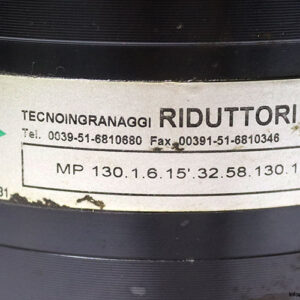 TECNOINGRANAGGI RIDUTTORI
Tel. 0039-51-6810680 Fax 00391-51-6810346
MP 130.1.6.15'.32.58.130.1
31